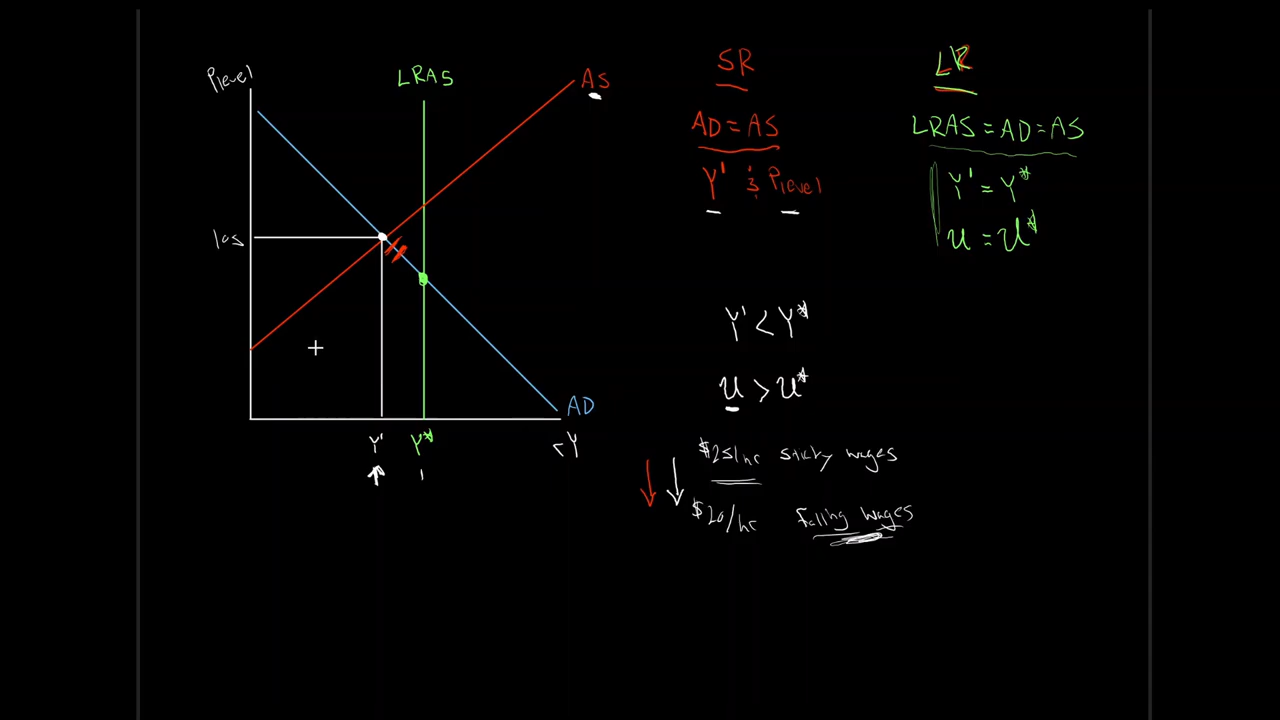 Plevel
LRAS
AS
105
AD
Y' Y*
rY
SR
AD = AS
Y' & Plevel
LR
LRAS = AD = AS
Y' = Y*
u = u*
Y' < Y*
u > u*
$25/hr sticky wages
$20/hr falling wages